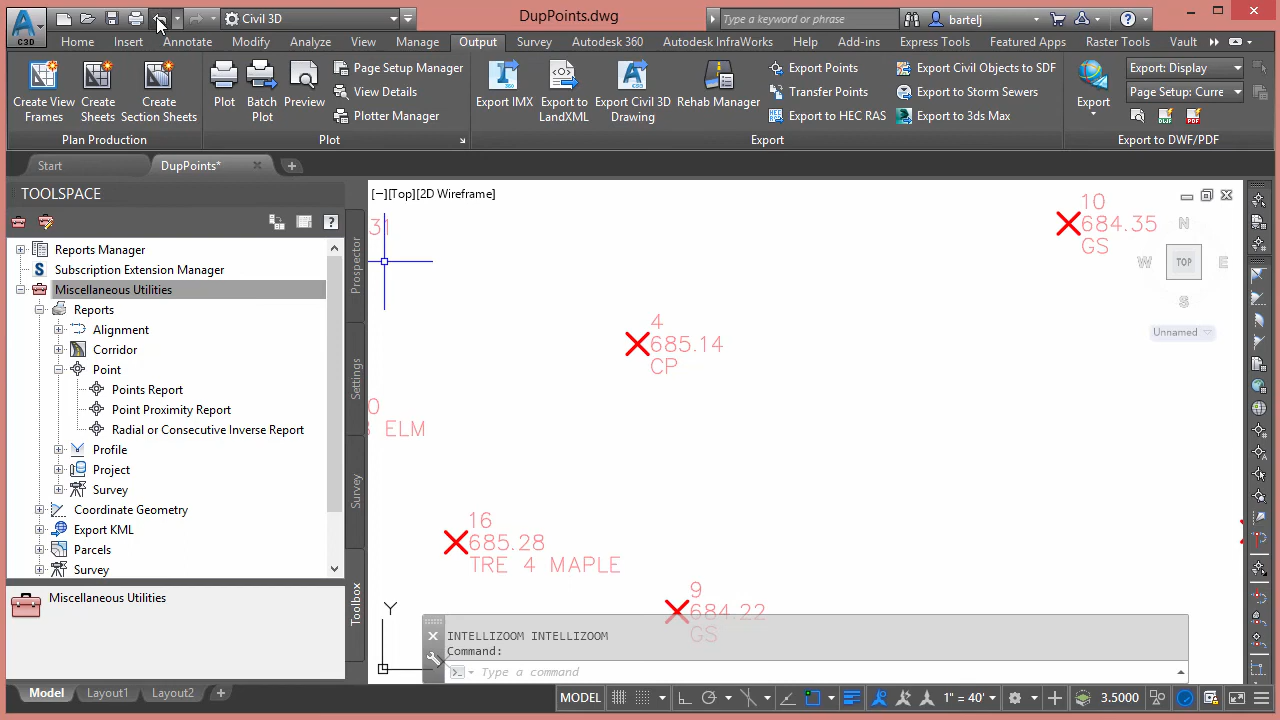 Civil 3D
DupPoints.dwg
Type a keyword or phrase
bartelj
C3D
Home
Insert
Annotate
Modify
Analyze
View
Manage
Output
Survey
Autodesk 360
Autodesk InfraWorks
Help
Add-ins
Express Tools
Featured Apps
Raster Tools
Vault
Create View Frames
Create Sheets
Create Section Sheets
Plan Production
Plot
Batch Plot
Preview
Page Setup Manager
View Details
Plotter Manager
Plot
Export IMX
Export to LandXML
Export Civil 3D Drawing
Rehab Manager
Export Points
Transfer Points
Export to HEC RAS
Export Civil Objects to SDF
Export to Storm Sewers
Export to 3ds Max
Export
Export
Export: Display
Page Setup: Curre
Export to DWF/PDF
Start
DupPoints*
TOOLSPACE
Reports Manager
Subscription Extension Manager
Miscellaneous Utilities
Reports
Alignment
Corridor
Point
Points Report
Point Proximity Report
Radial or Consecutive Inverse Report
Profile
Project
Survey
Coordinate Geometry
Export KML
Parcels
Survey
Miscellaneous Utilities
Prospector
Settings
Survey
Toolbox
[−][Top][2D Wireframe]
31
10
684.35
GS
N
W
TOP
E
S
Unnamed
4
685.14
CP
0
ELM
16
685.28
TRE 4 MAPLE
9
684.22
GS
Y
INTELLIZOOM INTELLIZOOM
Command:
Type a command
Model
Layout1
Layout2
MODEL
1" = 40'
3.5000